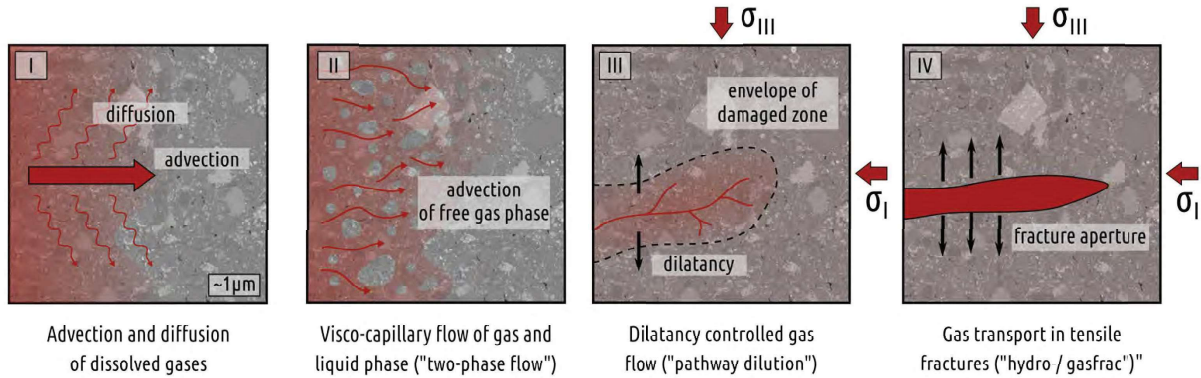 σIII
σIII
I
II
III
IV
diffusion
advection
~1µm
advection
of free gas phase
envelope of
damaged zone
dilatancy
σI
fracture aperture
σI
Advection and diffusion
of dissolved gases
Visco-capillary flow of gas and
liquid phase ("two-phase flow")
Dilatancy controlled gas
flow ("pathway dilution")
Gas transport in tensile
fractures ("hydro / gasfrac")"